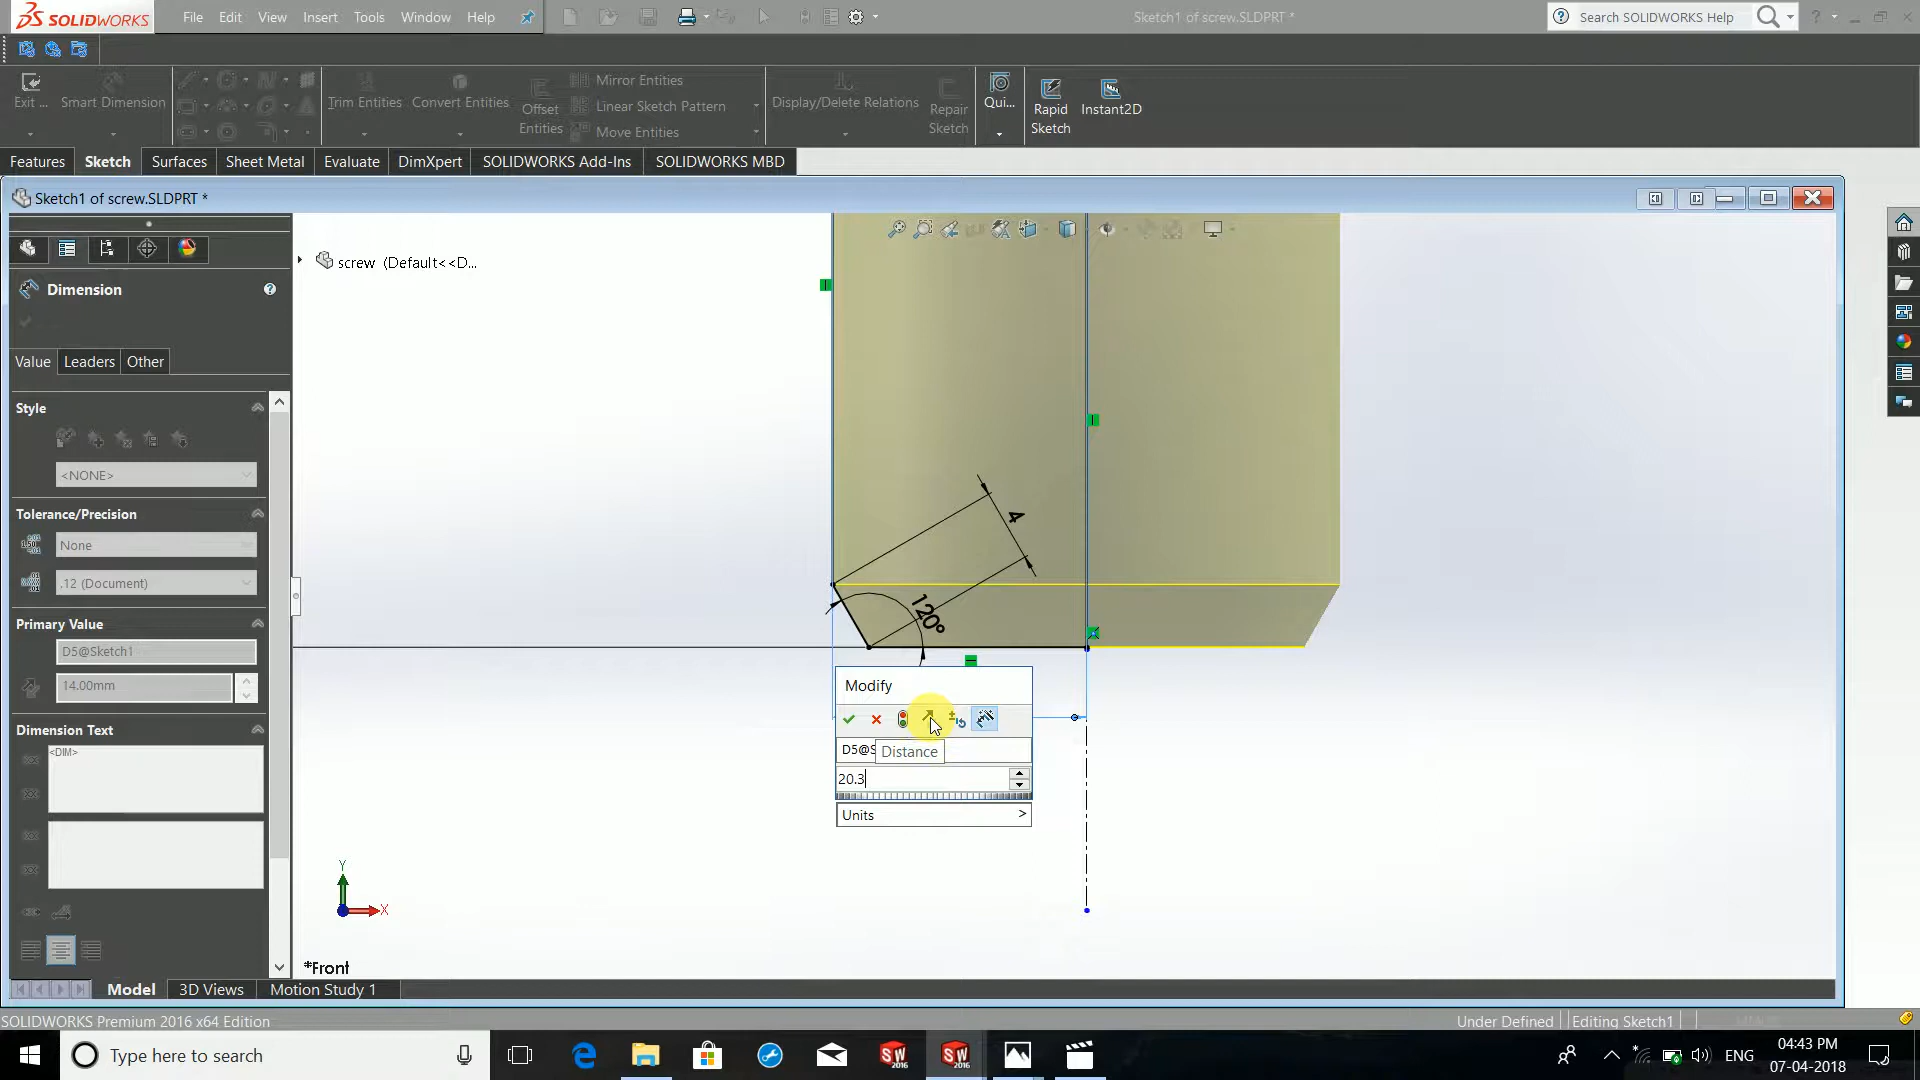 SOLIDWORKS File Edit View Insert Tools Window Help Sketch1 of screw.SLDPRT * Search SOLIDWORKS Help
Exit ... Smart Dimension Trim Entities Convert Entities Offset Entities Mirror Entities Linear Sketch Pattern Move Entities Display/Delete Relations Repair Sketch Qui... Rapid Sketch Instant2D
Features Sketch Surfaces Sheet Metal Evaluate DimXpert SOLIDWORKS Add-Ins SOLIDWORKS MBD
Sketch1 of screw.SLDPRT *
screw (Default<<D...
Dimension
Value Leaders Other
Style
<NONE>
Tolerance/Precision
None
.12 (Document)
Primary Value
D5@Sketch1
14.00mm
Dimension Text
<DIM>
4
120°
Modify
D5@S
Distance
20.3
Units >
Y
X
*Front
Model 3D Views Motion Study 1
SOLIDWORKS Premium 2016 x64 Edition Under Defined Editing Sketch1
Type here to search ENG 04:43 PM
07-04-2018